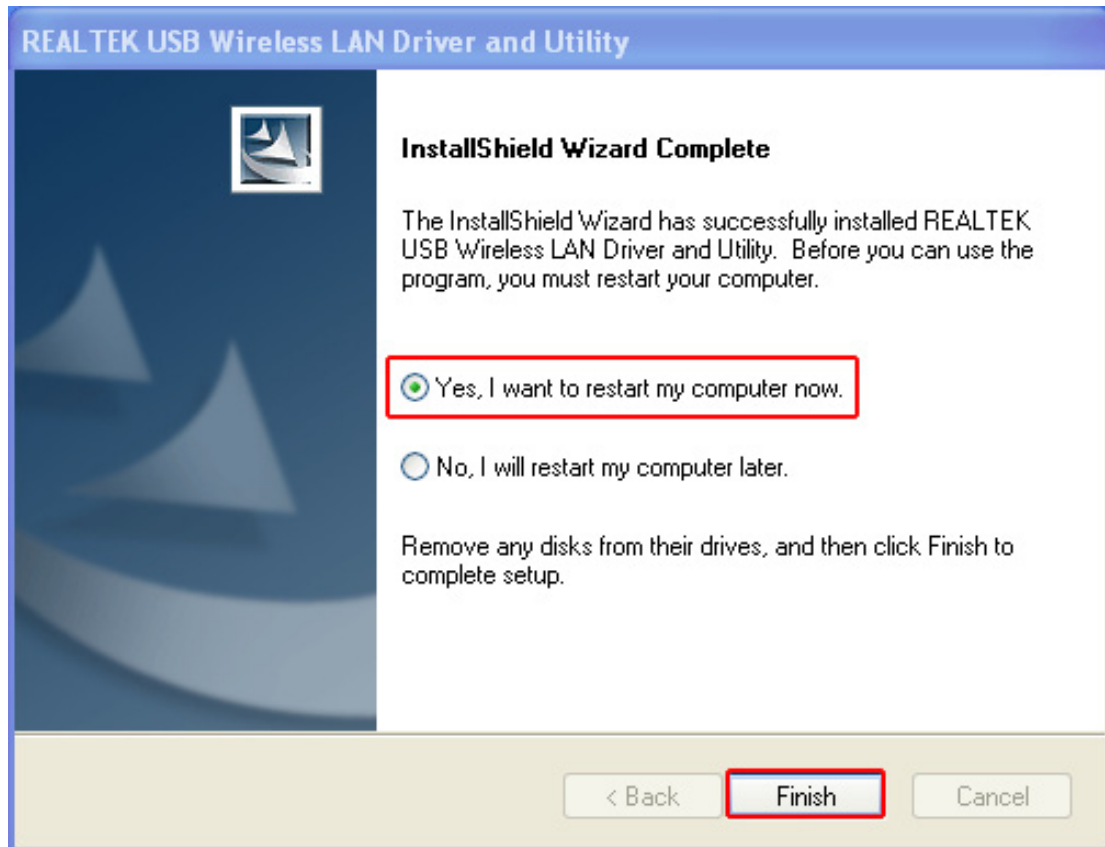 REALTEK USB Wireless LAN Driver and Utility
InstallShield Wizard Complete
The InstallShield Wizard has successfully installed REALTEK
USB Wireless LAN Driver and Utility.  Before you can use the
program, you must restart your computer.
Yes, I want to restart my computer now.
No, I will restart my computer later.
Remove any disks from their drives, and then click Finish to
complete setup.
< Back Finish Cancel